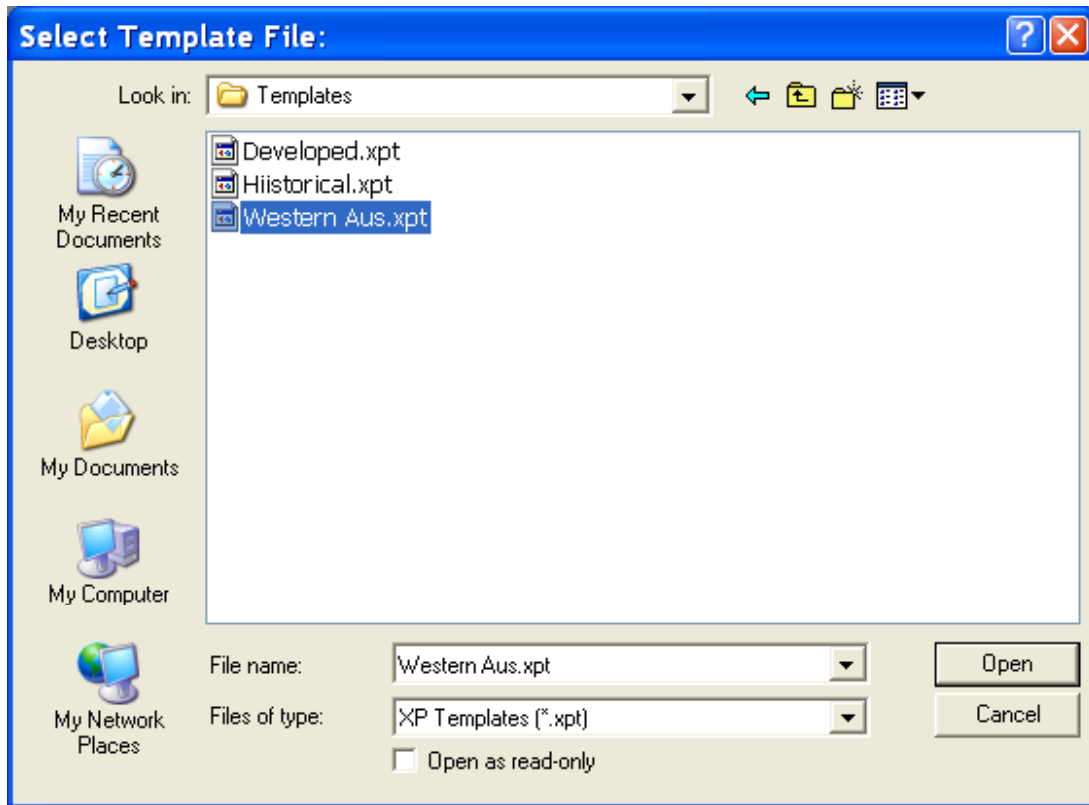 Select Template File:
Look in: Templates
Developed.xpt
Hiistorical.xpt
Western Aus.xpt
My Recent
Documents
Desktop
My Documents
My Computer
My Network
Places
File name: Western Aus.xpt Open
Files of type: XP Templates (*.xpt) Cancel
Open as read-only